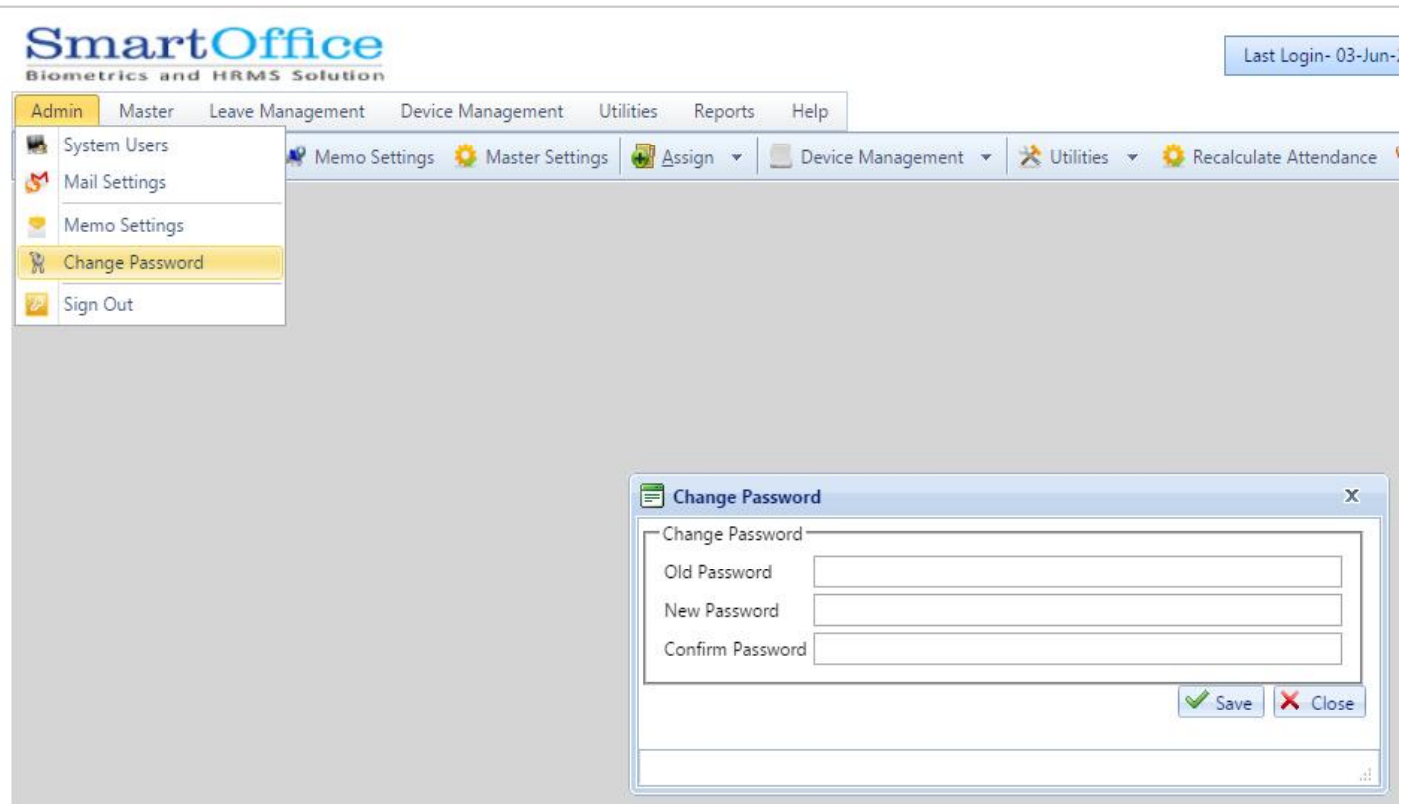 SmartOffice
Biometrics and HRMS Solution
Last Login- 03-Jun-
Admin Master Leave Management Device Management Utilities Reports Help
System Users
Memo Settings Master Settings Assign Device Management Utilities Recalculate Attendance
Mail Settings
Memo Settings
Change Password
Sign Out
Change Password X
Change Password
Old Password
New Password
Confirm Password
Save Close